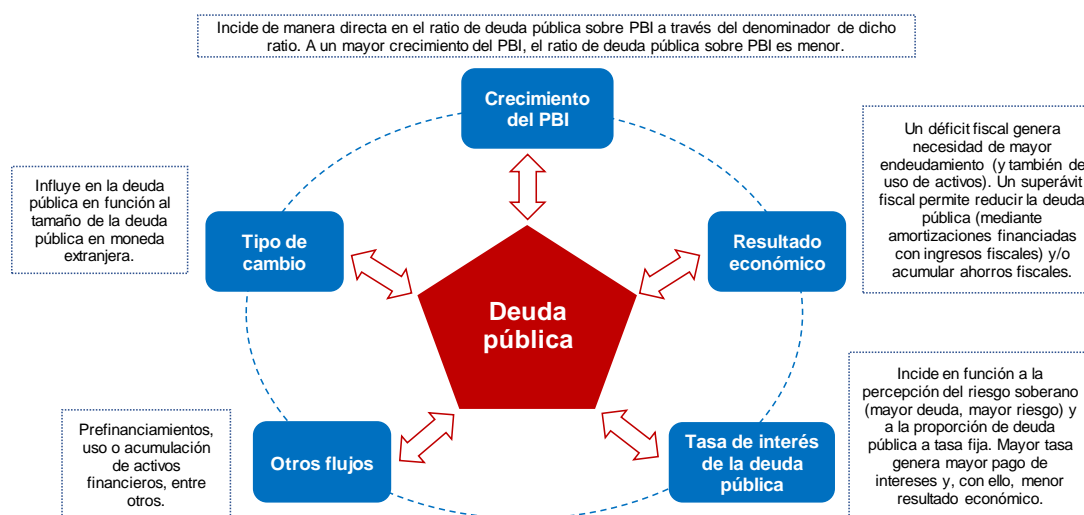 Incide de manera directa en el ratio de deuda pública sobre PBI a través del denominador de dicho
ratio. A un mayor crecimiento del PBI, el ratio de deuda pública sobre PBI es menor.
Crecimiento
del PBI
Un déficit fiscal genera
necesidad de mayor
endeudamiento (y también de
uso de activos). Un superávit
fiscal permite reducir la deuda
pública (mediante
amortizaciones financiadas
con ingresos fiscales) y/o
acumular ahorros fiscales.
Influye en la deuda
pública en función al
tamaño de la deuda
pública en moneda
extranjera.
Tipo de
cambio
Resultado
económico
Deuda
pública
Incide en función a la
percepción del riesgo soberano
(mayor deuda, mayor riesgo) y
a la proporción de deuda
pública a tasa fija. Mayor tasa
genera mayor pago de
intereses y, con ello, menor
resultado económico.
Prefinanciamientos,
uso o acumulación
de activos
financieros, entre
otros.
Otros flujos
Tasa de interés
de la deuda
pública